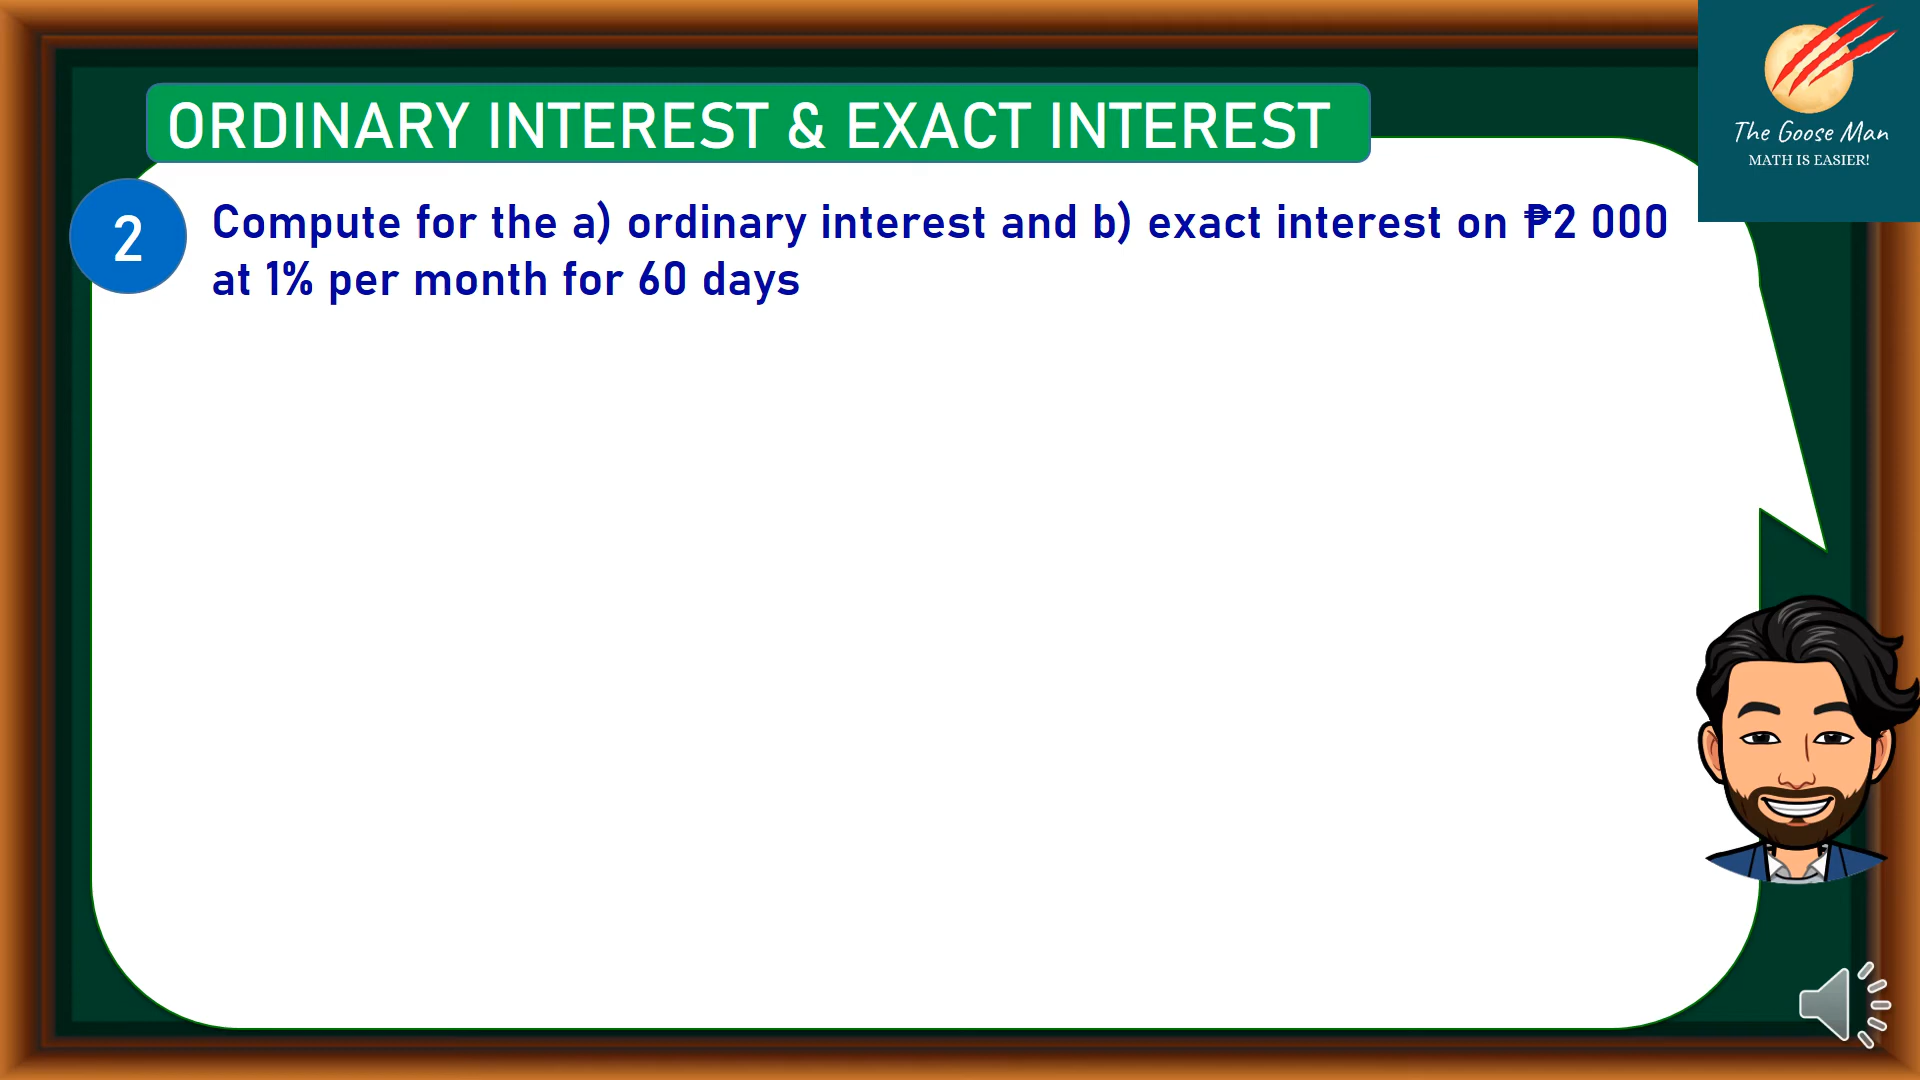 ORDINARY INTEREST & EXACT INTEREST
The Goose Man
MATH IS EASIER!
2
Compute for the a) ordinary interest and b) exact interest on ₱2 000
at 1% per month for 60 days